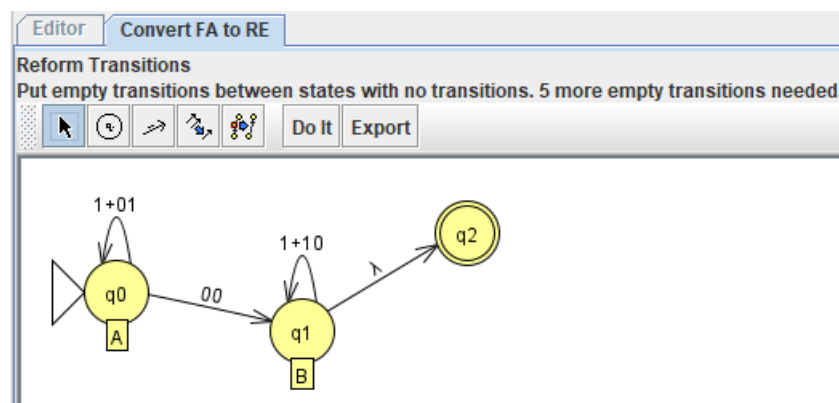 Editor
Convert FA to RE
Reform Transitions
Put empty transitions between states with no transitions. 5 more empty transitions needed
q
Do It
Export
1+01
1+10
q2
λ
q0
00
q1
A
B